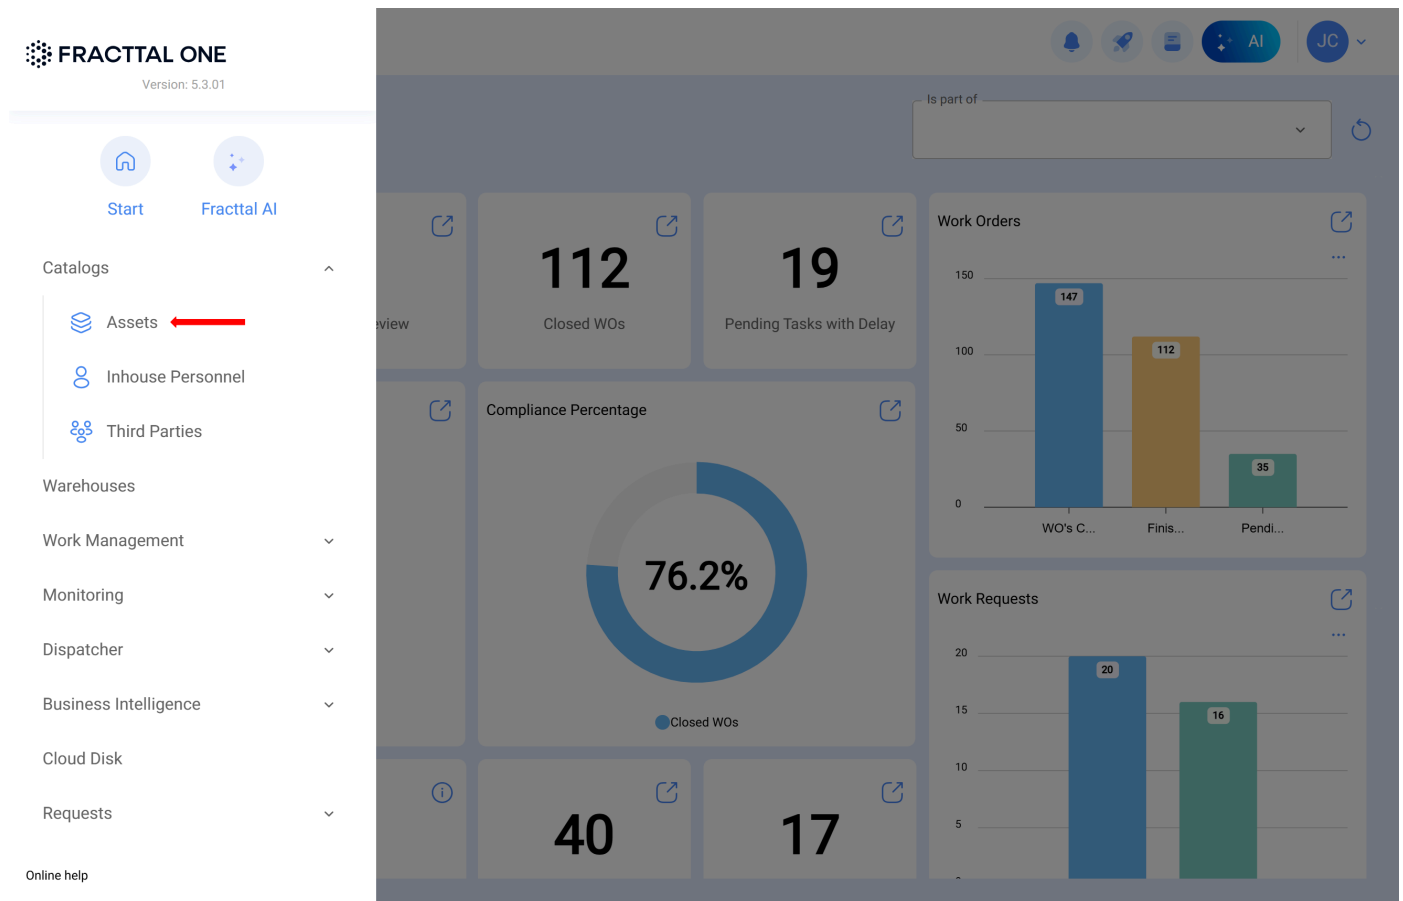 FRACTTAL ONE
Version: 5.3.01
Start
Fracttal AI
Catalogs
Assets
Inhouse Personnel
Third Parties
Warehouses
Work Management
Monitoring
Dispatcher
Business Intelligence
Cloud Disk
Requests
Online help
AI
JC
Is part of
112
Closed WOs
19
Pending Tasks with Delay
Compliance Percentage
76.2%
Closed WOs
40
17
Work Orders
...
150
100
50
0
147
112
35
WO's C...
Finis...
Pendi...
Work Requests
...
20
15
10
5
20
16